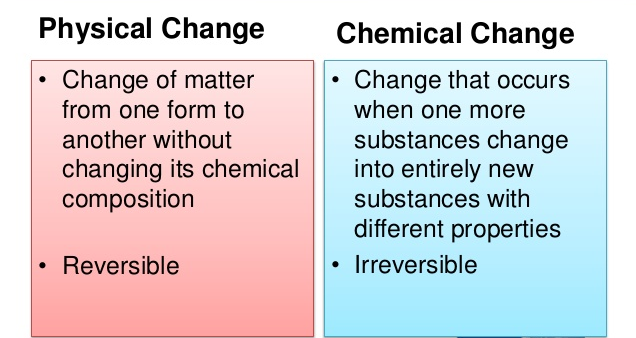 Physical Change
• Change of matter
from one form to
another without
changing its chemical
composition
• Reversible
Chemical Change
• Change that occurs
when one more
substances change
into entirely new
substances with
different properties
• Irreversible